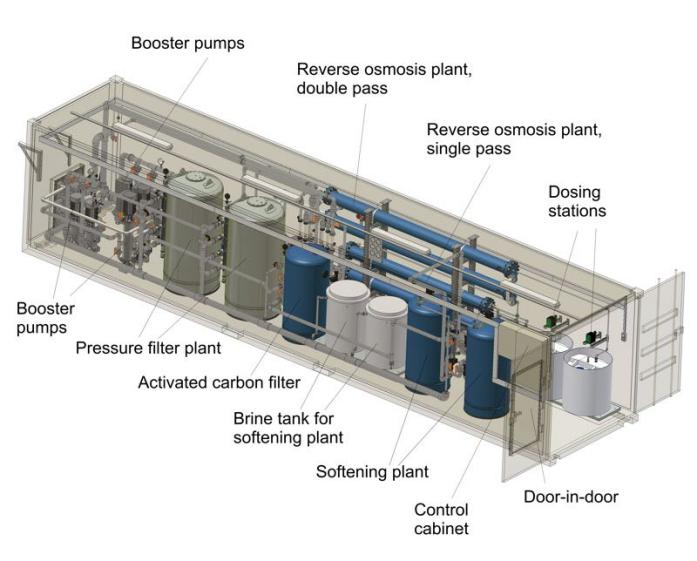 Booster pumps
Reverse osmosis plant,
double pass
Reverse osmosis plant,
single pass
Dosing
stations
Booster
pumps
Pressure filter plant
Activated carbon filter
Brine tank for
softening plant
Softening plant
Control
cabinet
Door-in-door